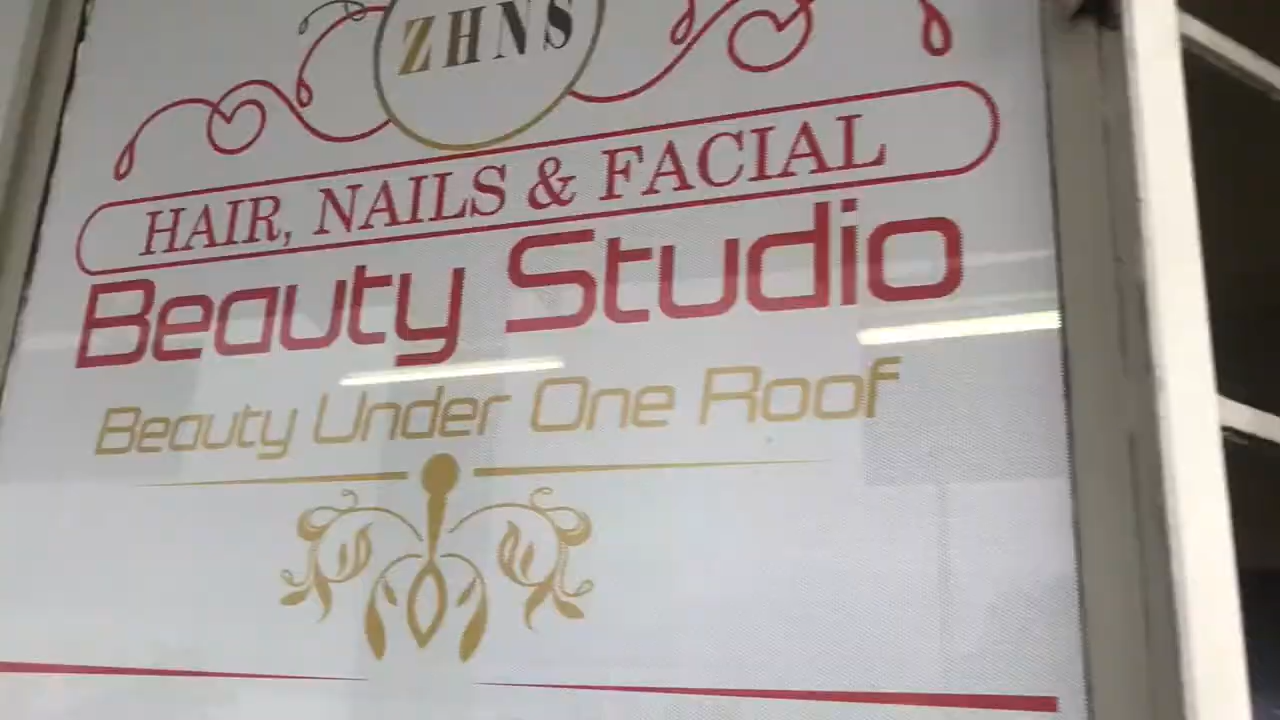 ZHNS
HAIR, NAILS & FACIAL
Beauty Studio
Beauty Under One Roof